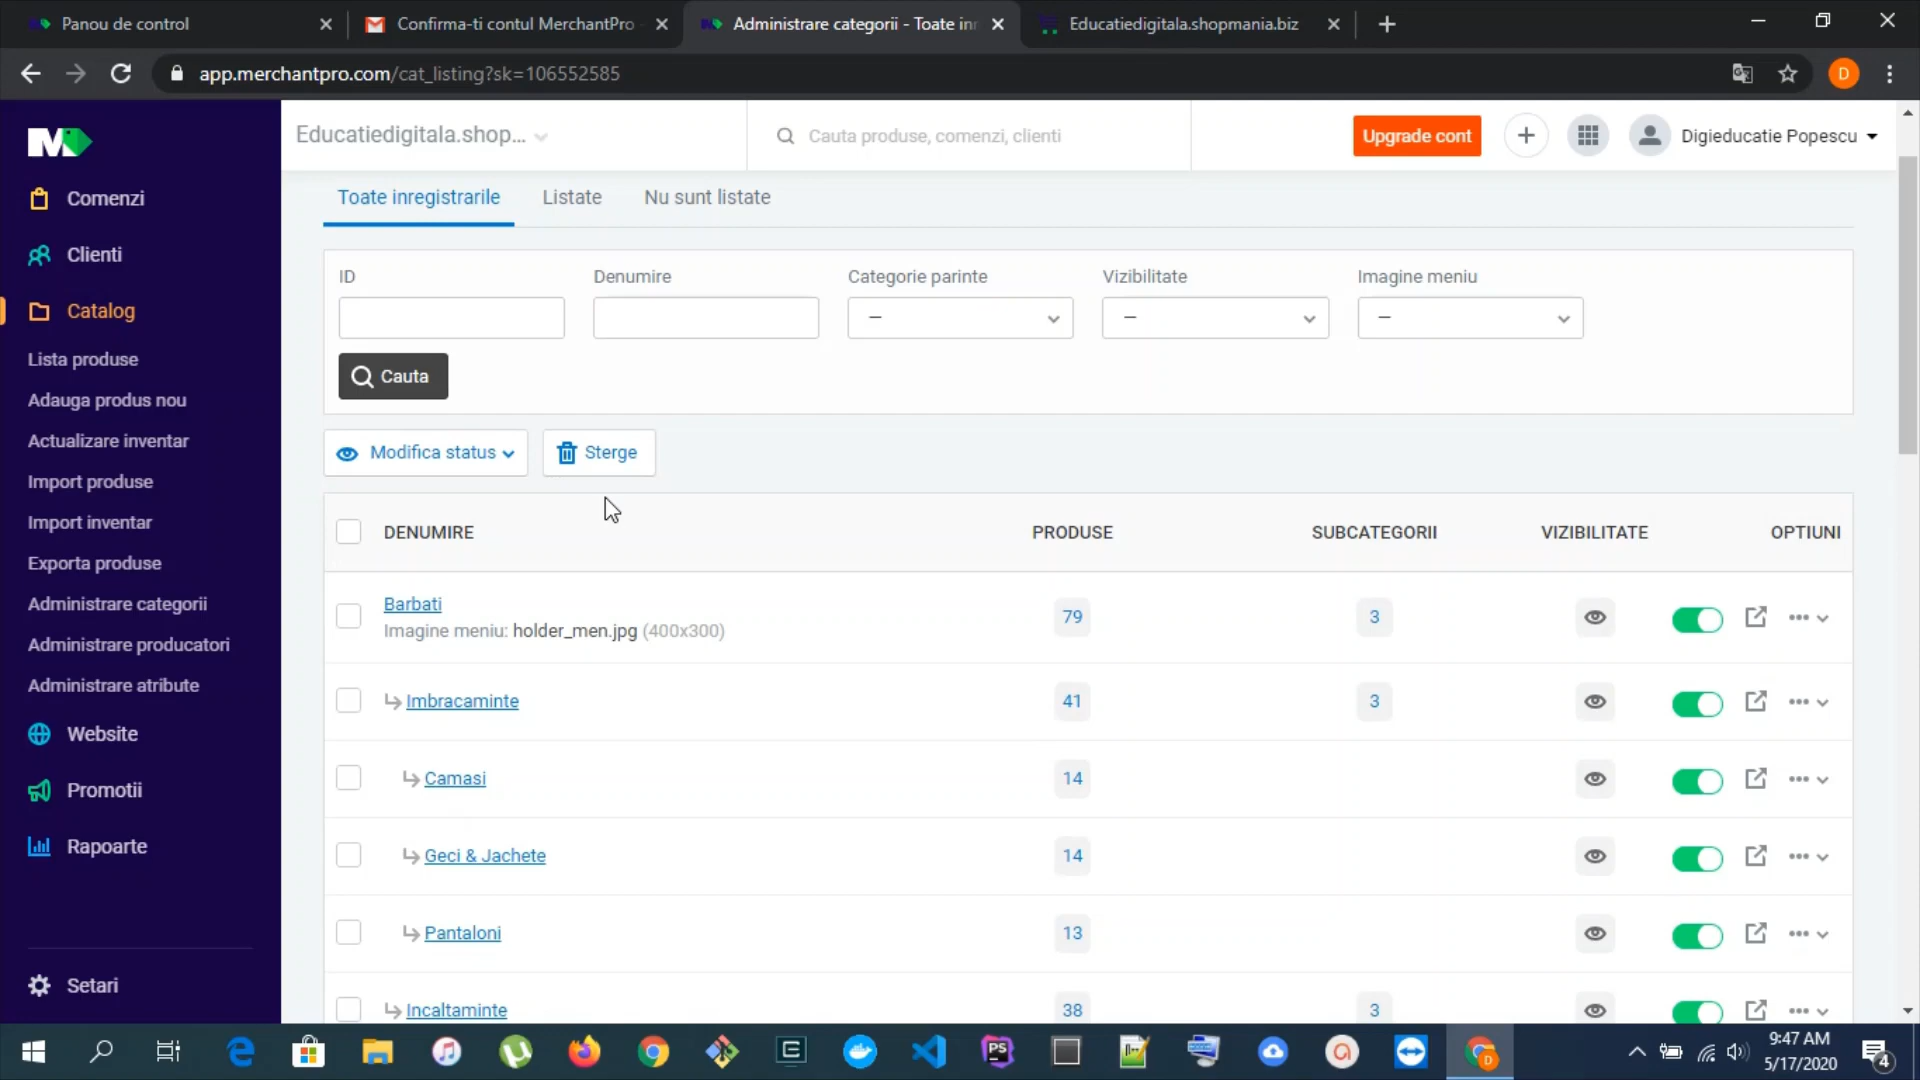 Panou de control
Confirma-ti contul MerchantPro
Administrare categorii - Toate in
Educatiedigitala.shopmania.biz
app.merchantpro.com/cat_listing?sk=106552585
D
Educatiedigitala.shop...
Cauta produse, comenzi, clienti
Upgrade cont
Digieducatie Popescu
Comenzi
Clienti
Catalog
Lista produse
Adauga produs nou
Actualizare inventar
Import produse
Import inventar
Exporta produse
Administrare categorii
Administrare producatori
Administrare atribute
Website
Promotii
Rapoarte
Setari
Toate inregistrarile
Listate
Nu sunt listate
ID
Denumire
Categorie parinte
Vizibilitate
Imagine meniu
—
—
—
Cauta
Modifica status
Sterge
DENUMIRE
PRODUSE
SUBCATEGORII
VIZIBILITATE
OPTIUNI
Barbati
Imagine meniu: holder_men.jpg (400x300)
79
3
Imbracaminte
41
3
Camasi
14
Geci & Jachete
14
Pantaloni
13
Incaltaminte
38
3
PS
D
9:47 AM
5/17/2020
4